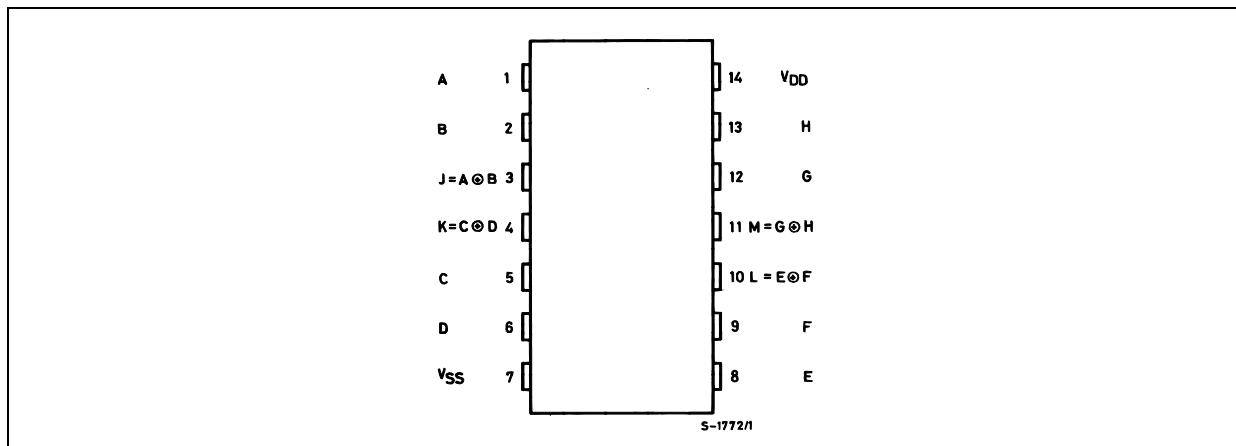 A 1 14 VDD
B 2 13 H
J=A⊕B 3 12 G
K=C⊕D 4 11 M=G⊕H
C 5 10 L=E⊕F
D 6 9 F
VSS 7 8 E
S-1772/1